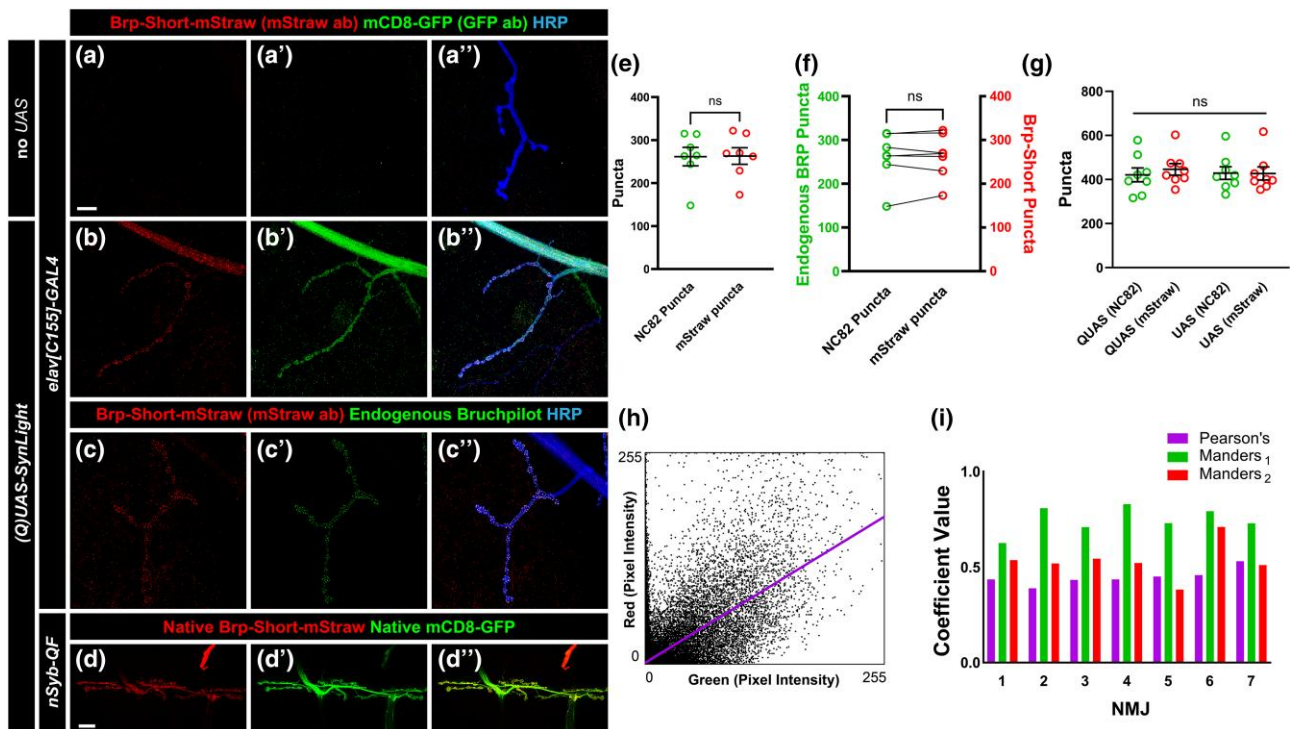 Brp-Short-mStraw (mStraw ab) mCD8-GFP (GFP ab) HRP
no UAS
(a) (a') (a'')
(Q)UAS-SynLight
elav[C155]-GAL4
(b) (b') (b'')
Brp-Short-mStraw (mStraw ab) Endogenous Bruchpilot HRP
(c) (c') (c'')
nSyb-QF
Native Brp-Short-mStraw Native mCD8-GFP
(d) (d') (d'')
(e)
ns
Puncta
400
300
200
100
0
NC82 Puncta
mStraw puncta
(f)
ns
Endogenous BRP Puncta
400
300
200
100
0
Brp-Short Puncta
400
300
200
100
0
NC82 Puncta
mStraw puncta
(g)
ns
Puncta
800
600
400
200
0
QUAS (NC82)
QUAS (mStraw)
UAS (NC82)
UAS (mStraw)
(h)
255
Red (Pixel Intensity)
0
0 Green (Pixel Intensity) 255
(i)
Pearson's
Manders 1
Manders 2
Coefficient Value
1.0
0.5
0.0
1 2 3 4 5 6 7
NMJ